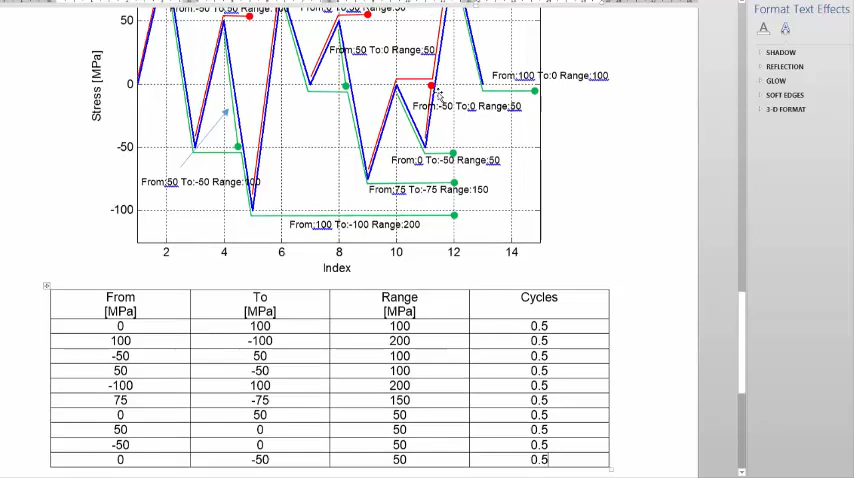 Format Text Effects
A A
SHADOW
REFLECTION
GLOW
SOFT EDGES
3-D FORMAT
50
From:50 To:0 Range:50
From:100 To:0 Range:100
0
From:-50 To:0 Range:50
-50
From:0 To:-50 Range:50
From:50 To:-50 Range:100
From:75 To:-75 Range:150
-100
From:100 To:-100 Range:200
Stress [MPa]
2 4 6 8 10 12 14
Index
From To Range Cycles
[MPa] [MPa] [MPa]
0 100 100 0.5
100 -100 200 0.5
-50 50 100 0.5
50 -50 100 0.5
-100 100 200 0.5
75 -75 150 0.5
0 50 50 0.5
50 0 50 0.5
-50 0 50 0.5
0 -50 50 0.5